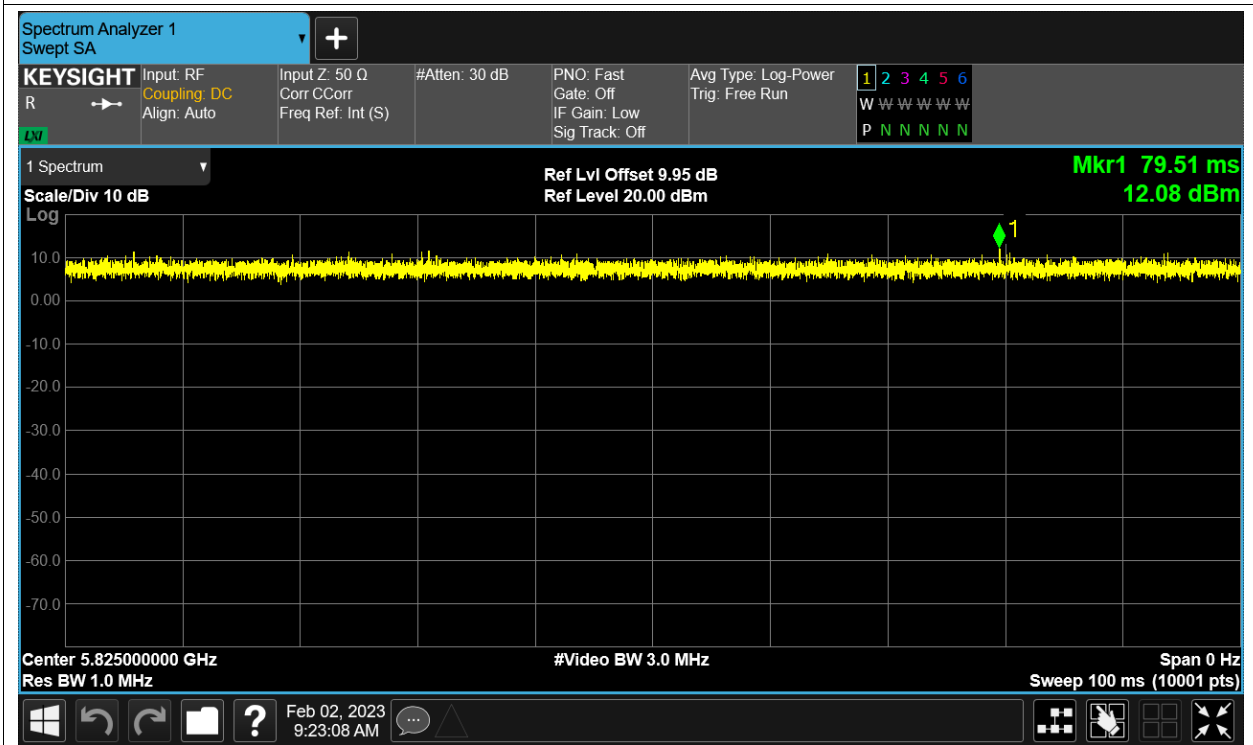 Spectrum Analyzer 1
Swept SA
KEYSIGHT
R
LXI
Input: RF
Coupling: DC
Align: Auto
Input Z: 50 Ω
Corr CCorr
Freq Ref: Int (S)
#Atten: 30 dB
PNO: Fast
Gate: Off
IF Gain: Low
Sig Track: Off
Avg Type: Log-Power
Trig: Free Run
1 2 3 4 5 6
W W W W W W
P N N N N N
1 Spectrum
Scale/Div 10 dB
Ref Lvl Offset 9.95 dB
Ref Level 20.00 dBm
Mkr1 79.51 ms
12.08 dBm
Log
1
10.0
0.00
-10.0
-20.0
-30.0
-40.0
-50.0
-60.0
-70.0
Center 5.825000000 GHz
#Video BW 3.0 MHz
Span 0 Hz
Res BW 1.0 MHz
Sweep 100 ms (10001 pts)
?
Feb 02, 2023
9:23:08 AM